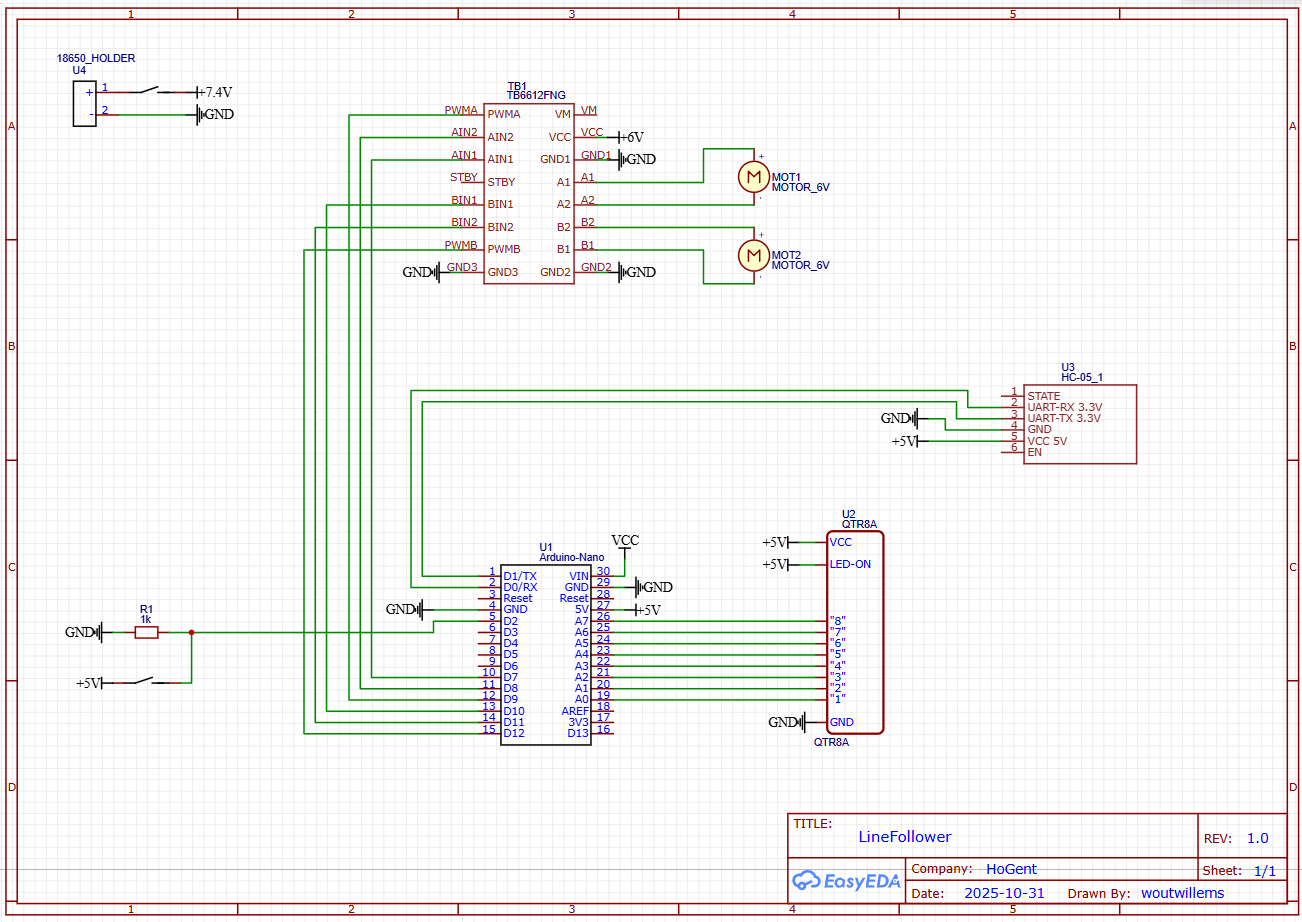 1 2 3 4 5
A
B
C
D
A
B
C
D
18650_HOLDER
U4
+ 1
- 2
+7.4V
GND
TB1
TB6612FNG
PWMA PWMA VM VM
AIN2 AIN2 VCC VCC +6V
AIN1 AIN1 GND1 GND1 GND
STBY STBY A1 A1
BIN1 BIN1 A2 A2
BIN2 BIN2 B2 B2
PWMB PWMB B1 B1
GND GND3 GND3 GND2 GND2 GND
+
M MOT1
MOTOR_6V
-
+
M MOT2
MOTOR_6V
-
U3
HC-05_1
1 STATE
2 UART-RX 3.3V
3 UART-TX 3.3V
GND 4 GND
+5V 5 VCC 5V
6 EN
U1
Arduino-Nano
VCC
1 D1/TX VIN 30
2 D0/RX GND 29 GND
3 Reset Reset 28
GND 4 GND 5V 27 +5V
5 D2 A7 26
6 D3 A6 25
7 D4 A5 24
8 D5 A4 23
9 D6 A3 22
10 D7 A2 21
11 D8 A1 20
12 D9 A0 19
13 D10 AREF 18
14 D11 3V3 17
15 D12 D13 16
R1
1k
GND
+5V
U2
QTR8A
+5V VCC
+5V LED-ON
"8"
"7"
"6"
"5"
"4"
"3"
"2"
"1"
GND GND
QTR8A
TITLE:
LineFollower
REV: 1.0
EasyEDA
Company: HoGent
Sheet: 1/1
Date: 2025-10-31 Drawn By: woutwillems
1 2 3 4 5